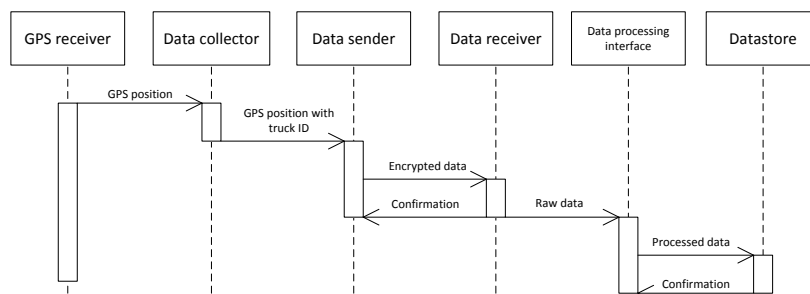 GPS receiver
Data collector
Data sender
Data receiver
Data processing
interface
Datastore
GPS position
GPS position with
truck ID
Encrypted data
Confirmation
Raw data
Processed data
Confirmation